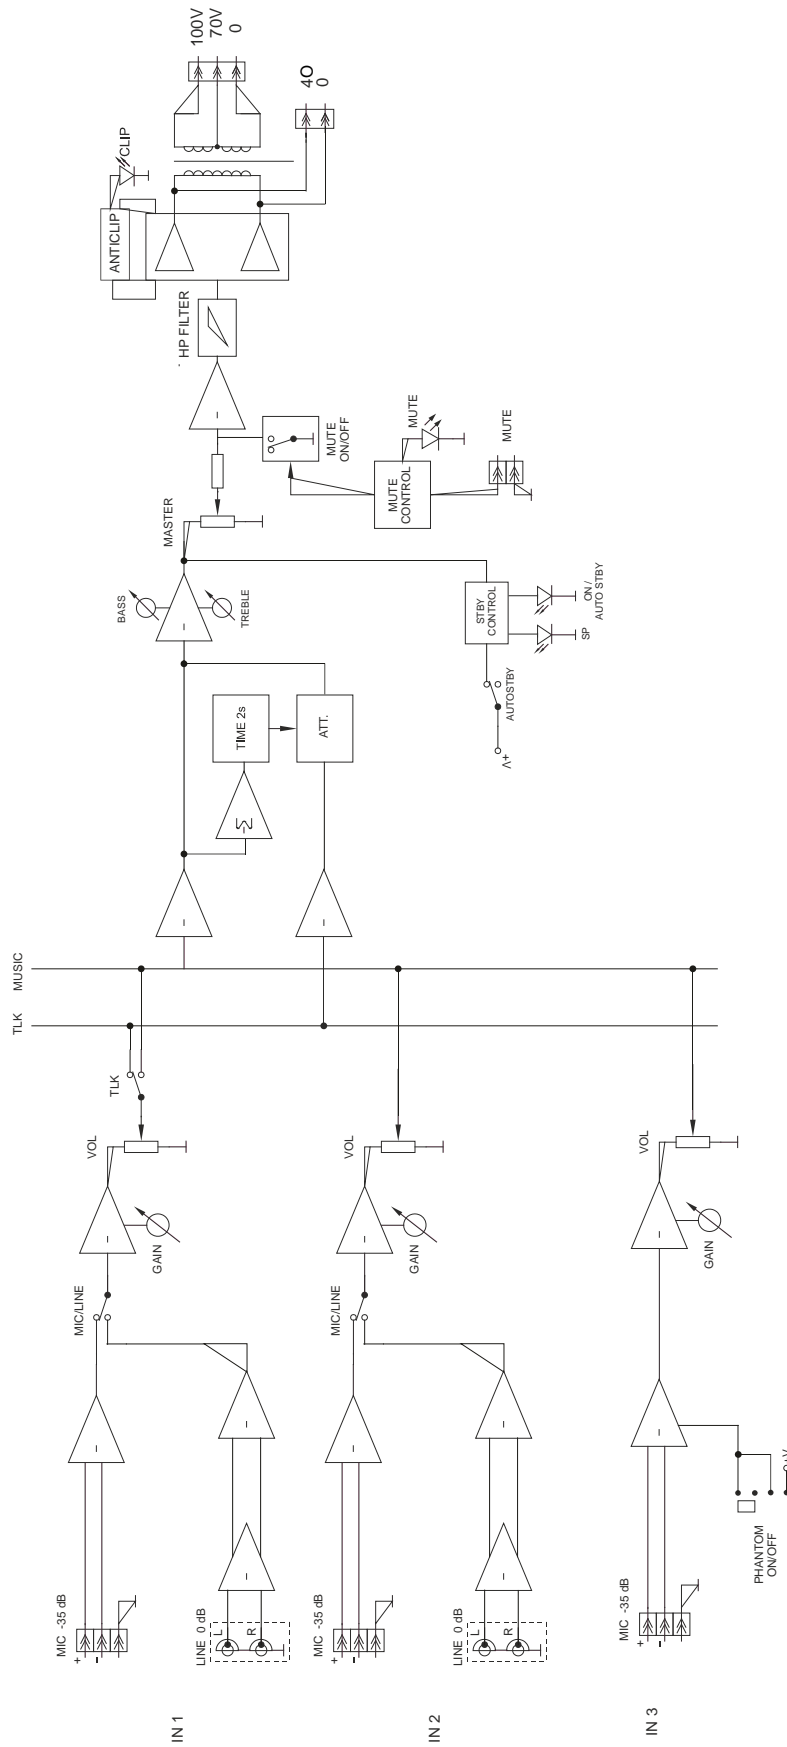 100V
70V
0
4O
0
CLIP
ANTICLIP
HP FILTER
MUTE
ON/OFF
MUTE
CONTROL
MUTE
MUTE
MASTER
BASS
TREBLE
STBY
CONTROL
ON /
AUTO STBY
SP
AUTOSTBY
+V
TIME 2s
ATT.
MUSIC
TLK
TLK
VOL
GAIN
MIC/LINE
MIC -35 dB
+
-
LINE 0 dB
L
R
IN 1
VOL
GAIN
MIC/LINE
MIC -35 dB
+
-
LINE 0 dB
L
R
IN 2
VOL
GAIN
MIC -35 dB
+
-
PHANTOM
ON/OFF
+V
IN 3